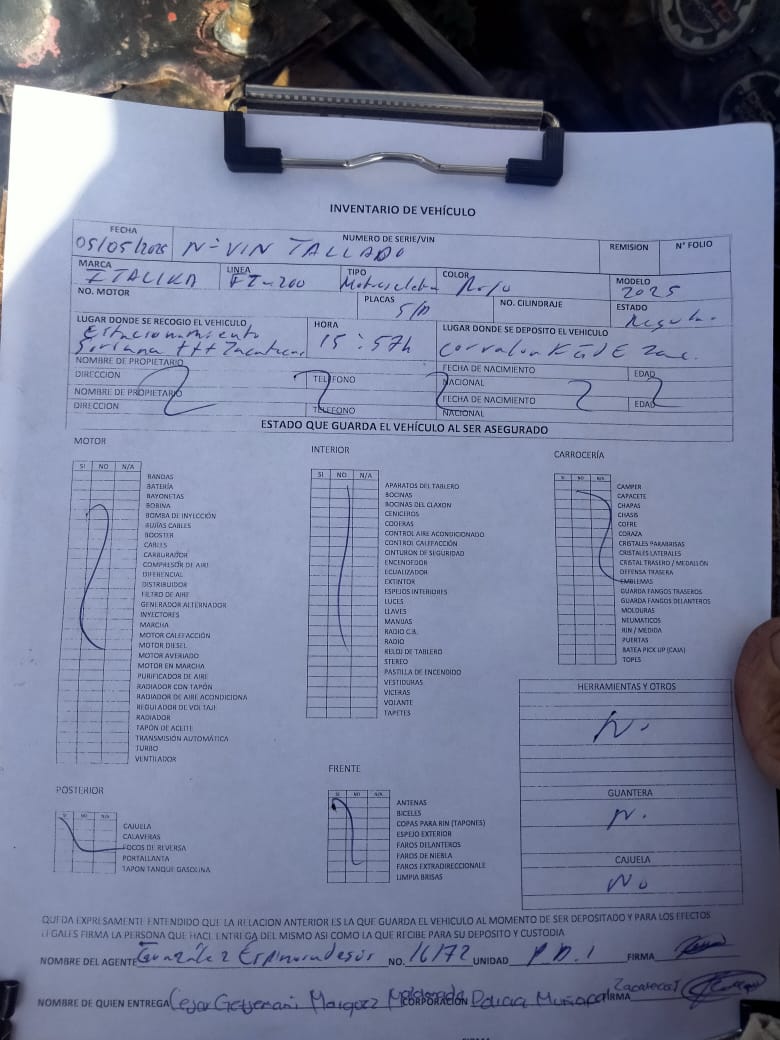 INVENTARIO DE VEHÍCULO
FECHA NUMERO DE SERIE/VIN REMISION N° FOLIO
05/05/2025 N- VIN TALLADO
MARCA LINEA TIPO COLOR MODELO
ITALIKA FT-200 Motocicleta Rojo 2025
NO. MOTOR PLACAS S/P NO. CILINDRAJE ESTADO
Regular
LUGAR DONDE SE RECOGIO EL VEHICULO HORA LUGAR DONDE SE DEPOSITO EL VEHICULO
Estacionamiento 15:57h Corralon
Soriana Zacatecas Zac.
NOMBRE DE PROPIETARIO FECHA DE NACIMIENTO EDAD
DIRECCION TELEFONO NACIONAL
NOMBRE DE PROPIETARIO FECHA DE NACIMIENTO EDAD
DIRECCION TELEFONO NACIONAL
ESTADO QUE GUARDA EL VEHÍCULO AL SER ASEGURADO
MOTOR
SI NO N/A
BANDAS
BATERÍA
BAYONETAS
BOBINA
BOMBA DE INYECCIÓN
BUJÍAS CABLES
BOOSTER
CABLES
CARBURADOR
COMPRESOR DE AIRE
DIFERENCIAL
DISTRIBUIDOR
FILTRO DE AIRE
GENERADOR ALTERNADOR
INYECTORES
MARCHA
MOTOR CALEFACCIÓN
MOTOR DIESEL
MOTOR AVERIADO
MOTOR EN MARCHA
PURIFICADOR DE AIRE
RADIADOR CON TAPÓN
RADIADOR DE AIRE ACONDICIONA
REGULADOR DE VOLTAJE
RADIADOR
TAPÓN DE ACEITE
TRANSMISIÓN AUTOMÁTICA
TURBO
VENTILADOR
INTERIOR
SI NO N/A
APARATOS DEL TABLERO
BOCINAS
BOCINAS DEL CLAXON
CENICEROS
CODERAS
CONTROL AIRE ACONDICIONADO
CONTROL CALEFACCIÓN
CINTURON DE SEGURIDAD
ENCENDEDOR
ECUALIZADOR
EXTINTOR
ESPEJOS INTERIORES
LUCES
LLAVES
MANIJAS
RADIO C.B.
RADIO
RELOJ DE TABLERO
STEREO
PASTILLA DE ENCENDIDO
VESTIDURAS
VICERAS
VOLANTE
TAPETES
CARROCERÍA
SI NO N/A
CAMPER
CAPACETE
CHAPAS
CHASIS
COFRE
CORAZA
CRISTALES PARABRISAS
CRISTALES LATERALES
CRISTAL TRASERO / MEDALLÓN
DEFENSA TRASERA
EMBLEMAS
GUARDA FANGOS TRASEROS
GUARDA FANGOS DELANTEROS
MOLDURAS
NEUMATICOS
RIN / MEDIDA
PUERTAS
BATEA PICK UP (CAJA)
TOPES
HERRAMIENTAS Y OTROS
N.
GUANTERA
N.
CAJUELA
No
POSTERIOR
SI NO N/A
CAJUELA
CALAVERAS
FOCOS DE REVERSA
PORTALLANTA
TAPON TANQUE GASOLINA
FRENTE
SI NO N/A
ANTENAS
BICELES
COPAS PARA RIN (TAPONES)
ESPEJO EXTERIOR
FAROS DELANTEROS
FAROS DE NIEBLA
FAROS EXTRADIRECCIONALE
LIMPIA BRISAS
QUEDA EXPRESAMENTE ENTENDIDO QUE LA RELACION ANTERIOR ES LA QUE GUARDA EL VEHICULO AL MOMENTO DE SER DEPOSITADO Y PARA LOS EFECTOS
LEGALES FIRMA LA PERSONA QUE HACE ENTREGA DEL MISMO ASI COMO LA QUE RECIBE PARA SU DEPOSITO Y CUSTODIA
NOMBRE DEL AGENTE González Espinoza Jesús NO. 16172 UNIDAD P.D.I FIRMA
NOMBRE DE QUIEN ENTREGA Cesar Getsemani Marquez Maldonado CORPORACIÓN Policia Municipal Zacatecas FIRMA